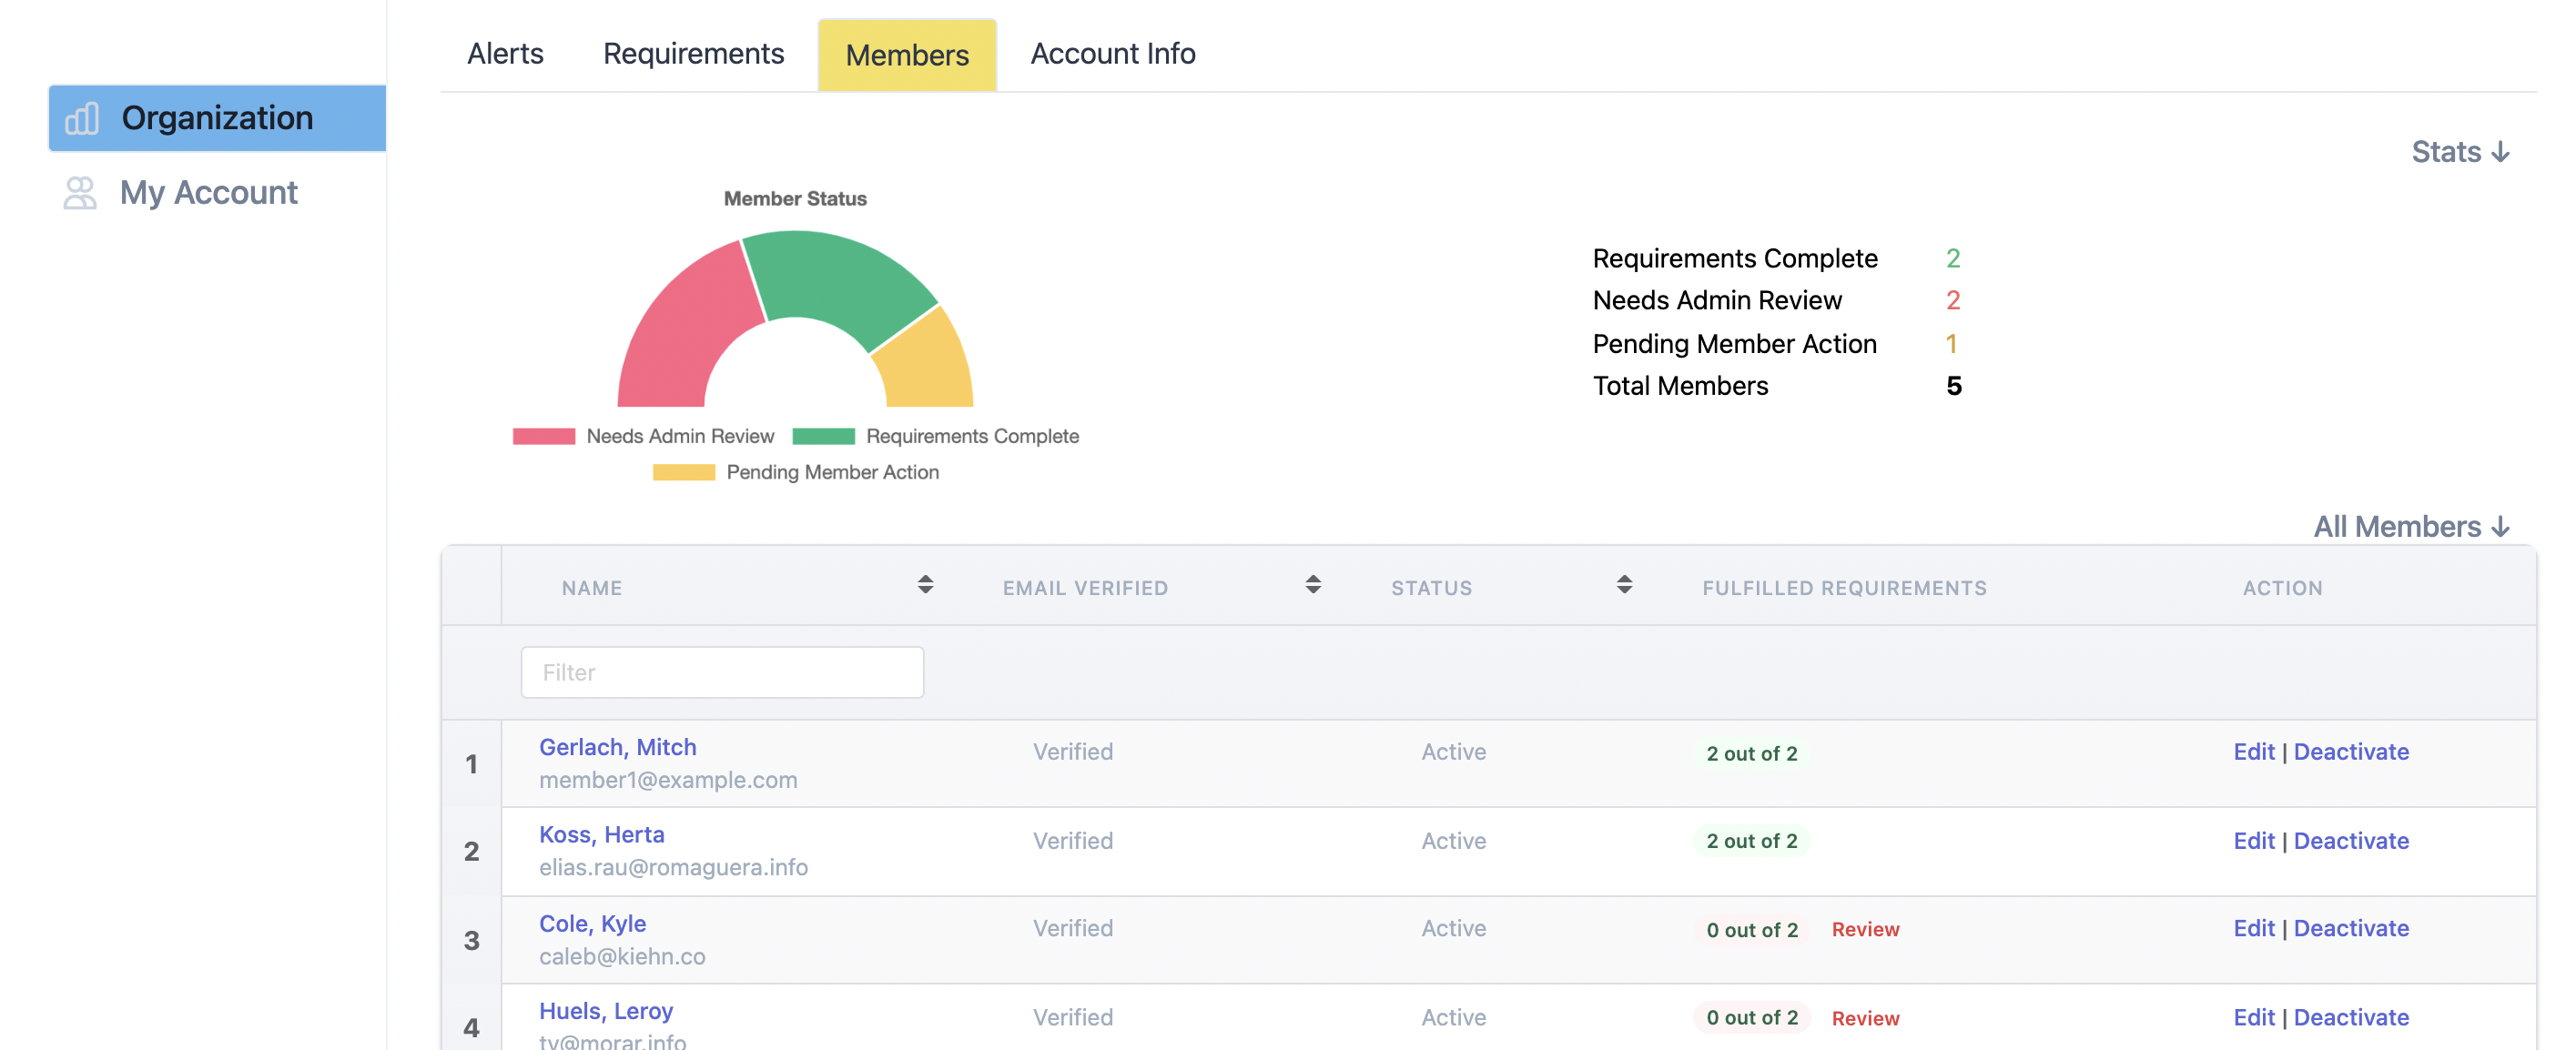 Alerts Requirements Members Account Info
Organization
My Account
Stats ↓
Member Status
Requirements Complete 2
Needs Admin Review 2
Pending Member Action 1
Total Members 5
Needs Admin Review Requirements Complete
Pending Member Action
All Members ↓
NAME EMAIL VERIFIED STATUS FULFILLED REQUIREMENTS ACTION
Filter
1 Gerlach, Mitch Verified Active 2 out of 2 Edit | Deactivate
member1@example.com
2 Koss, Herta Verified Active 2 out of 2 Edit | Deactivate
elias.rau@romaguera.info
3 Cole, Kyle Verified Active 0 out of 2 Review Edit | Deactivate
caleb@kiehn.co
4 Huels, Leroy Verified Active 0 out of 2 Review Edit | Deactivate
ty@morar.info